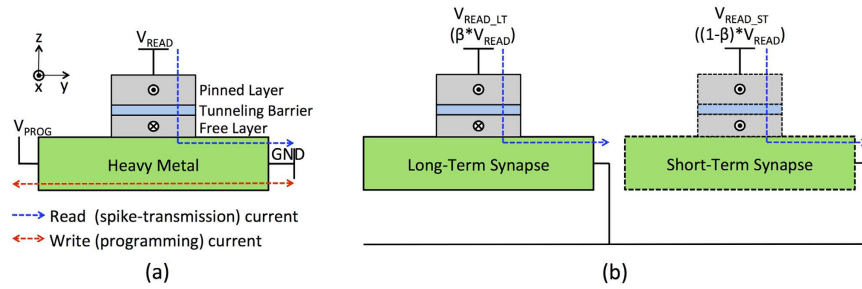 V_READ
z
x
y
Pinned Layer
Tunneling Barrier
Free Layer
V_PROG
GND
Heavy Metal
Read (spike-transmission) current
Write (programming) current
(a)
V_READ_LT
(β*V_READ)
V_READ_ST
((1-β)*V_READ)
Long-Term Synapse
Short-Term Synapse
(b)